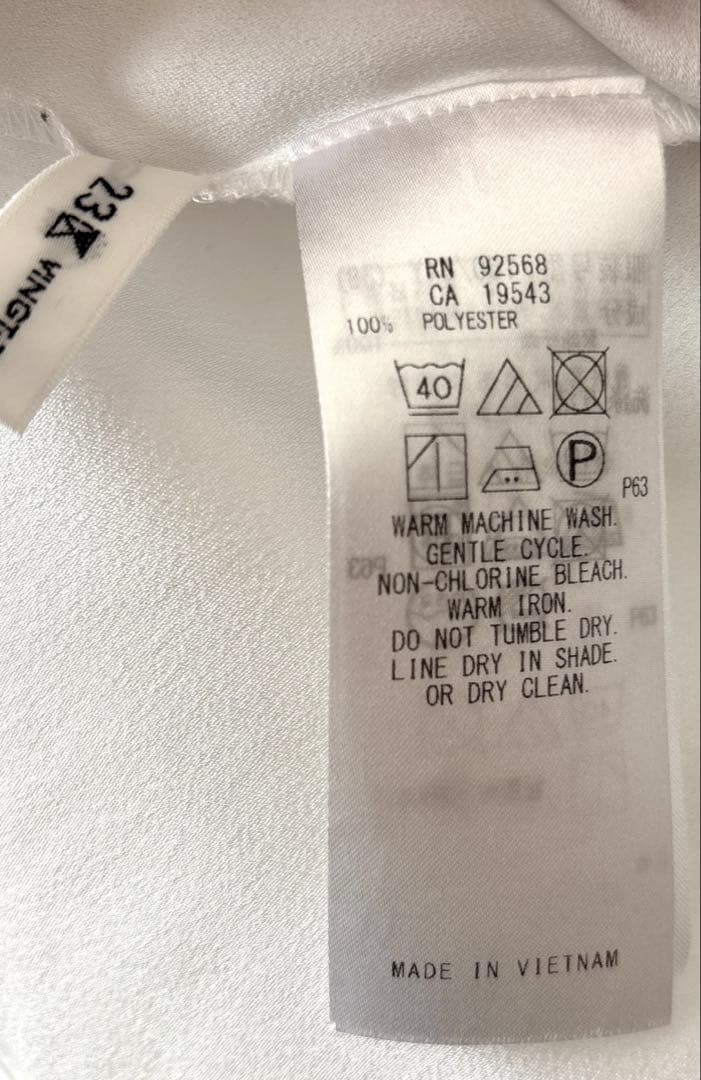 RN 92568
CA 19543
100% POLYESTER
40
P
P63
WARM MACHINE WASH.
GENTLE CYCLE.
NON-CHLORINE BLEACH.
WARM IRON.
DO NOT TUMBLE DRY.
LINE DRY IN SHADE.
OR DRY CLEAN.
MADE IN VIETNAM
23
VINGT-